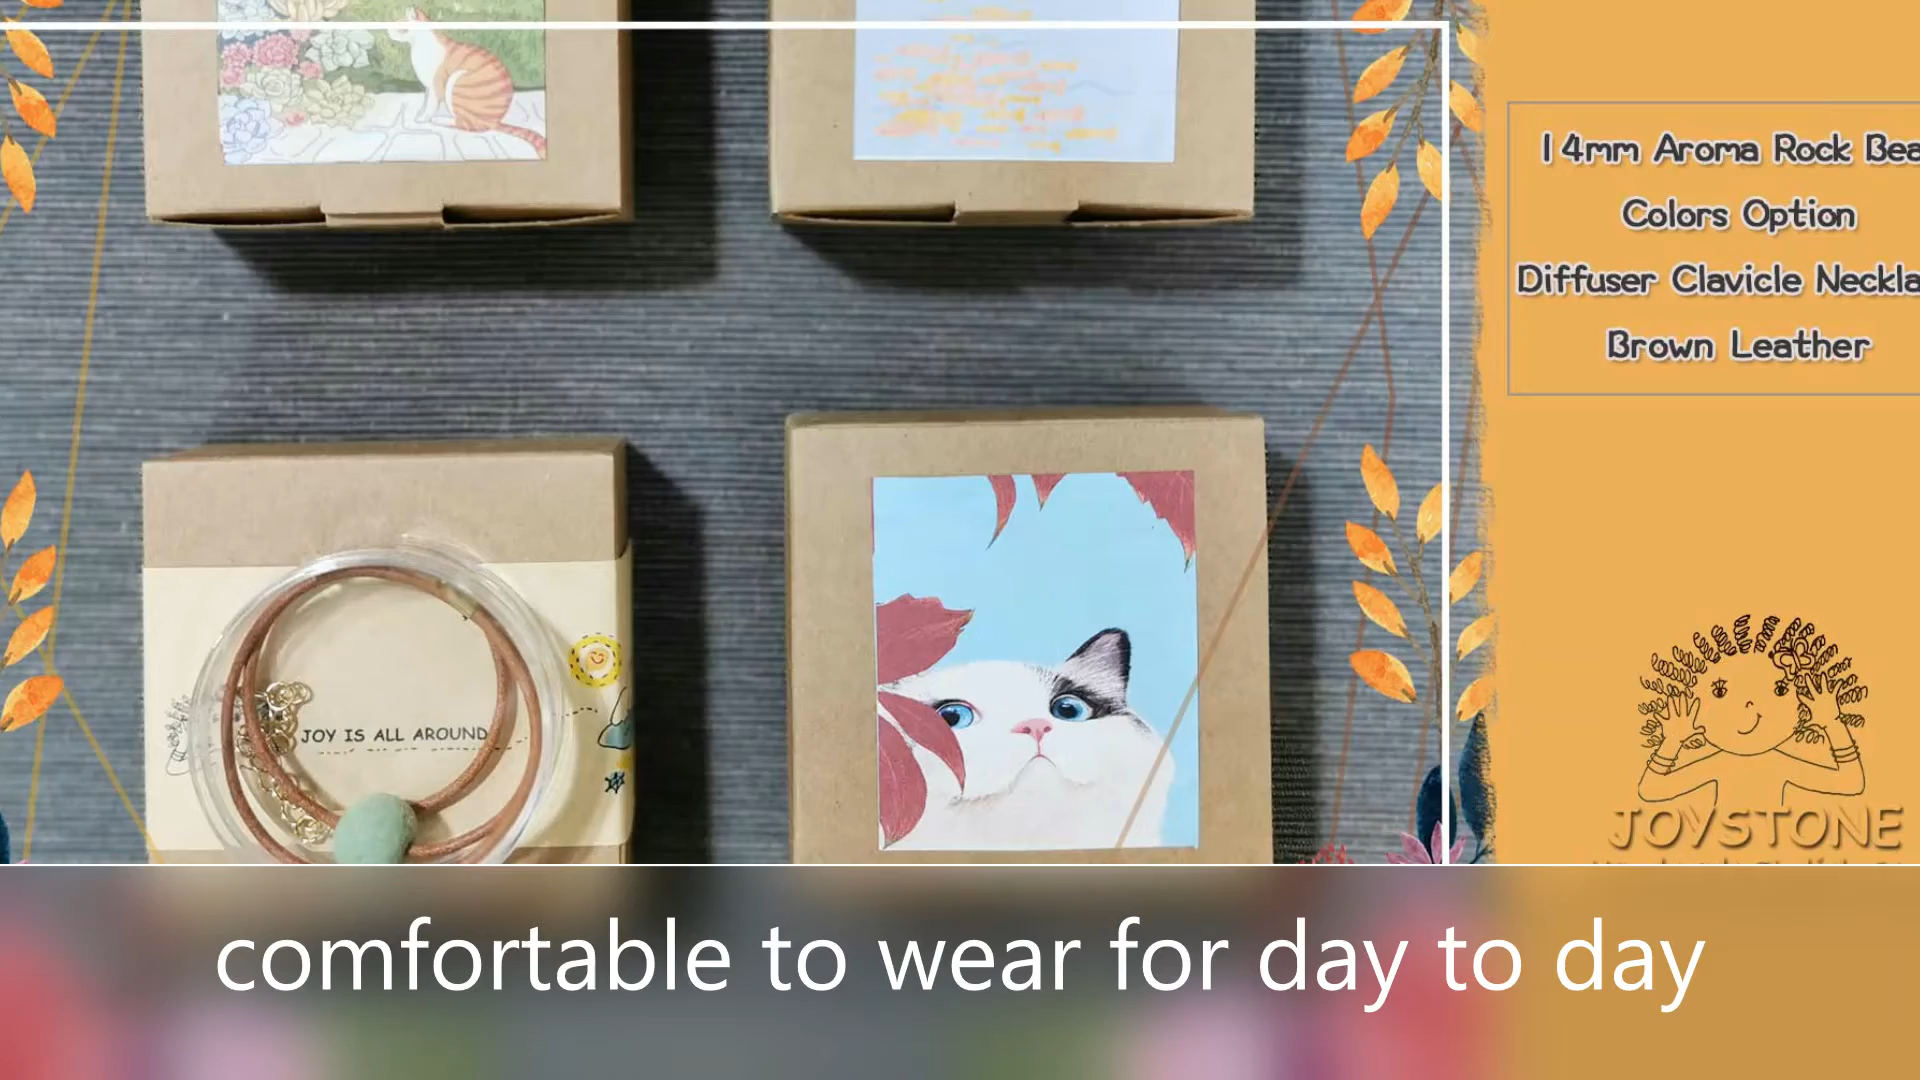 14mm Aroma Rock Bea
Colors Option
Diffuser Clavicle Neckla
Brown Leather
JOY IS ALL AROUND
JOYSTONE
comfortable to wear for day to day